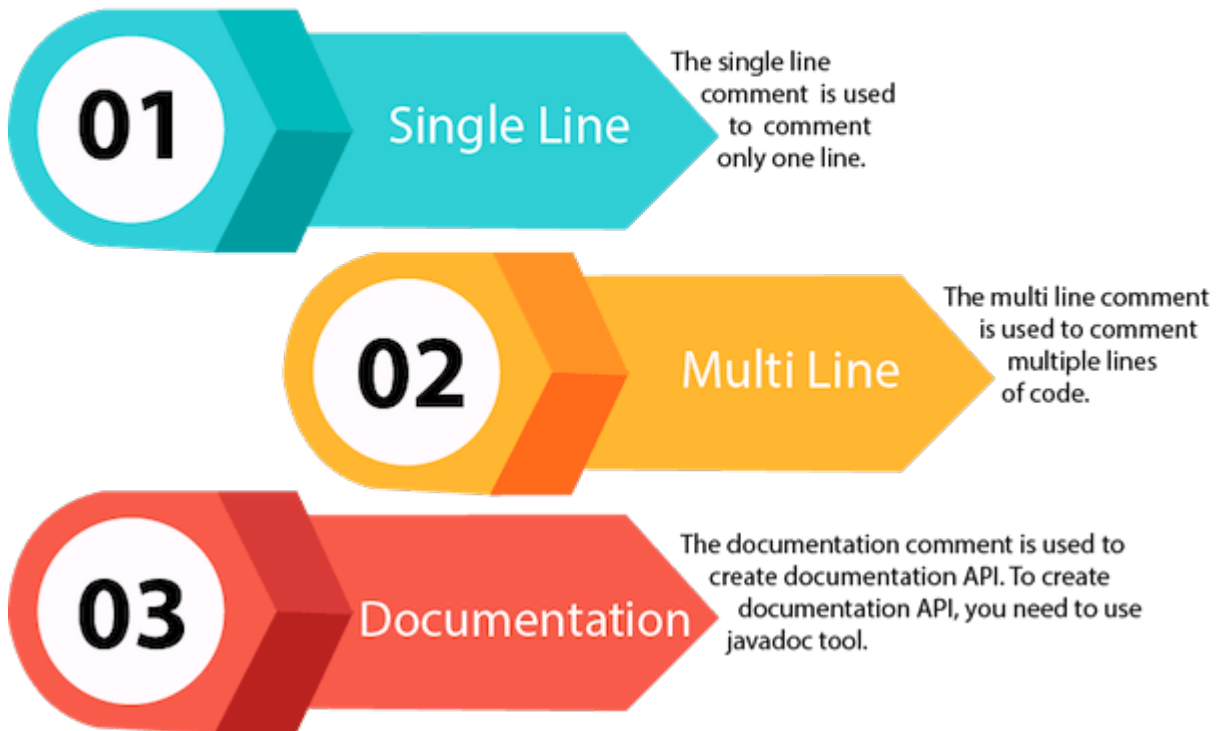 01
Single Line
The single line
comment is used
to comment
only one line.
02
Multi Line
The multi line comment
is used to comment
multiple lines
of code.
03
Documentation
The documentation comment is used to
create documentation API. To create
documentation API, you need to use
javadoc tool.